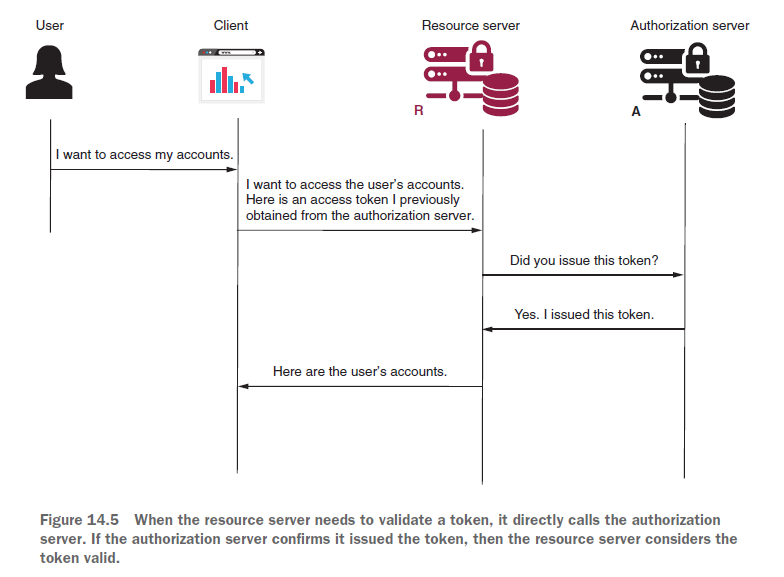 User
Client
Resource server
Authorization server
R
A
I want to access my accounts.
I want to access the user's accounts.
Here is an access token I previously
obtained from the authorization server.
Did you issue this token?
Yes. I issued this token.
Here are the user's accounts.
Figure 14.5 When the resource server needs to validate a token, it directly calls the authorization
server. If the authorization server confirms it issued the token, then the resource server considers the
token valid.